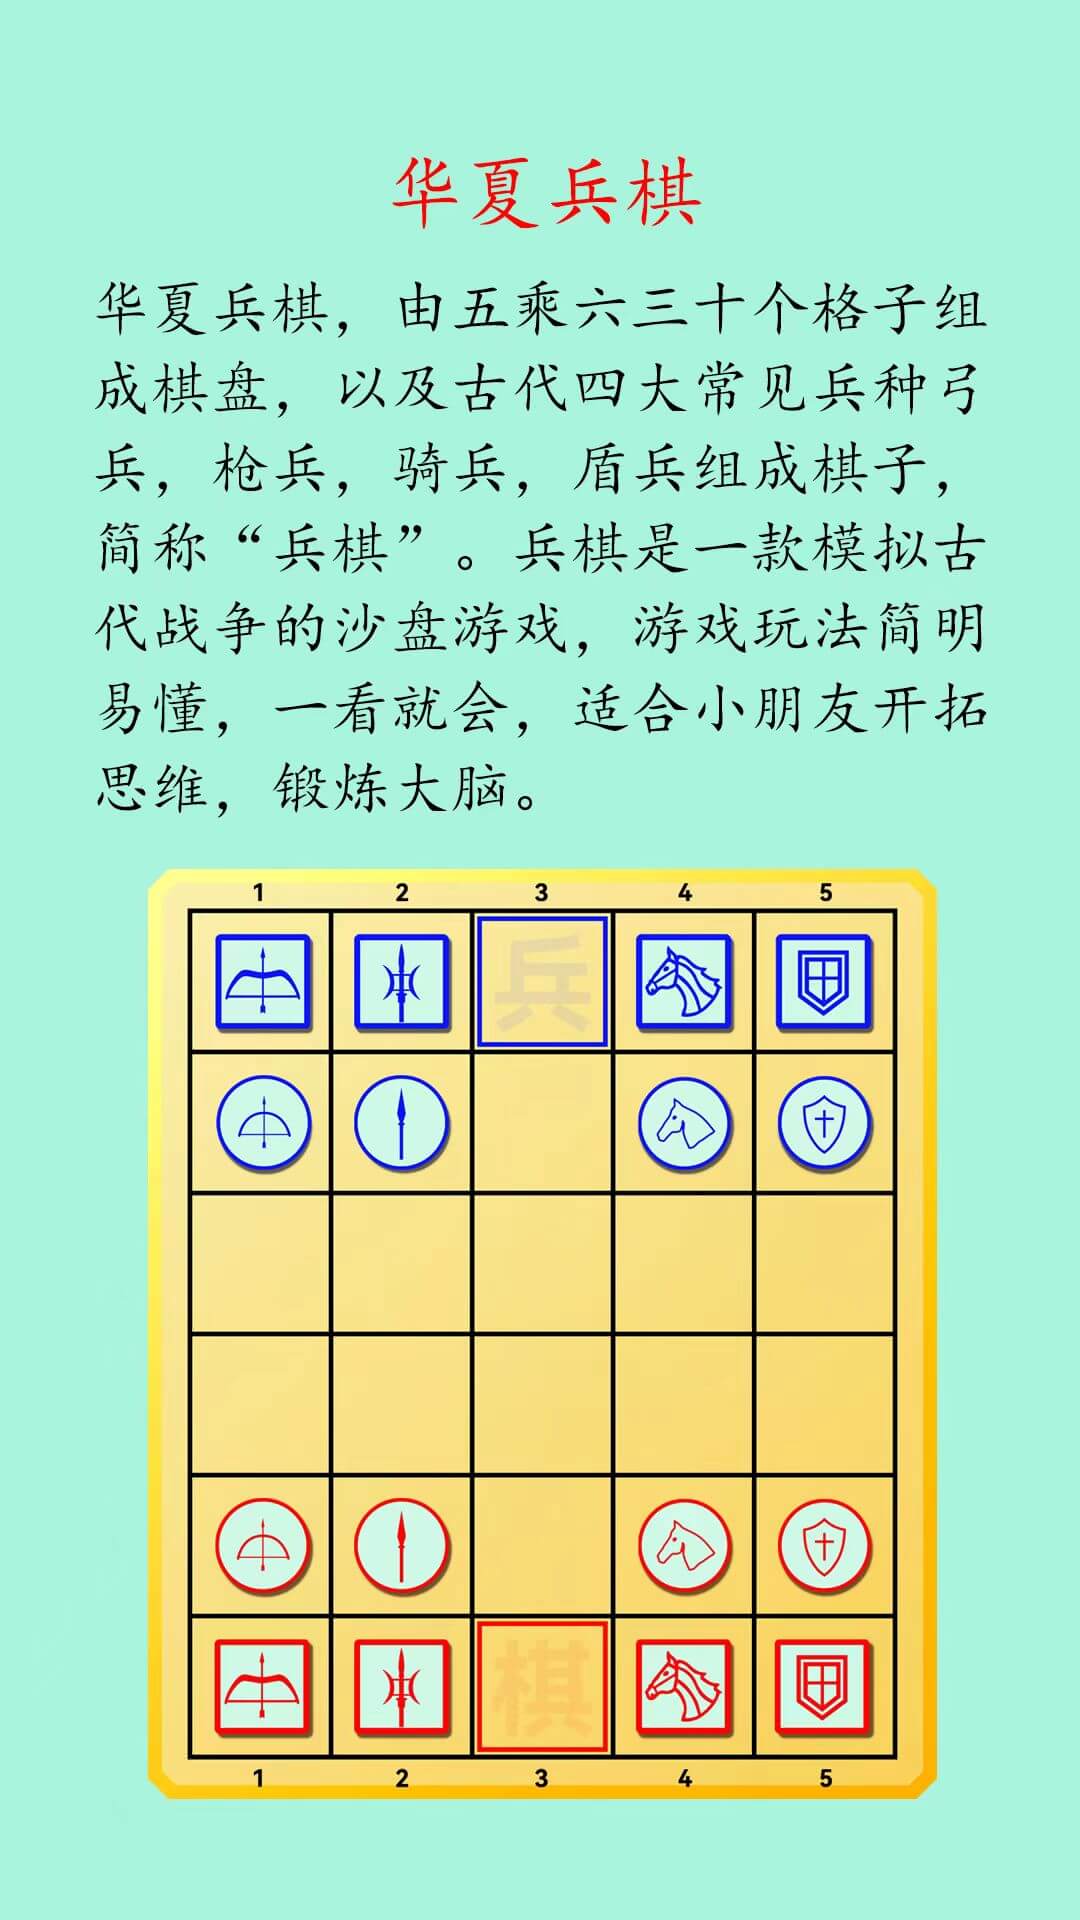 华夏兵棋
华夏兵棋，由五乘六三十个格子组
成棋盘，以及古代四大常见兵种弓
兵，枪兵，骑兵，盾兵组成棋子，
简称“兵棋”。兵棋是一款模拟古
代战争的沙盘游戏，游戏玩法简明
易懂，一看就会，适合小朋友开拓
思维，锻炼大脑。
1 2 3 4 5
兵
棋
1 2 3 4 5